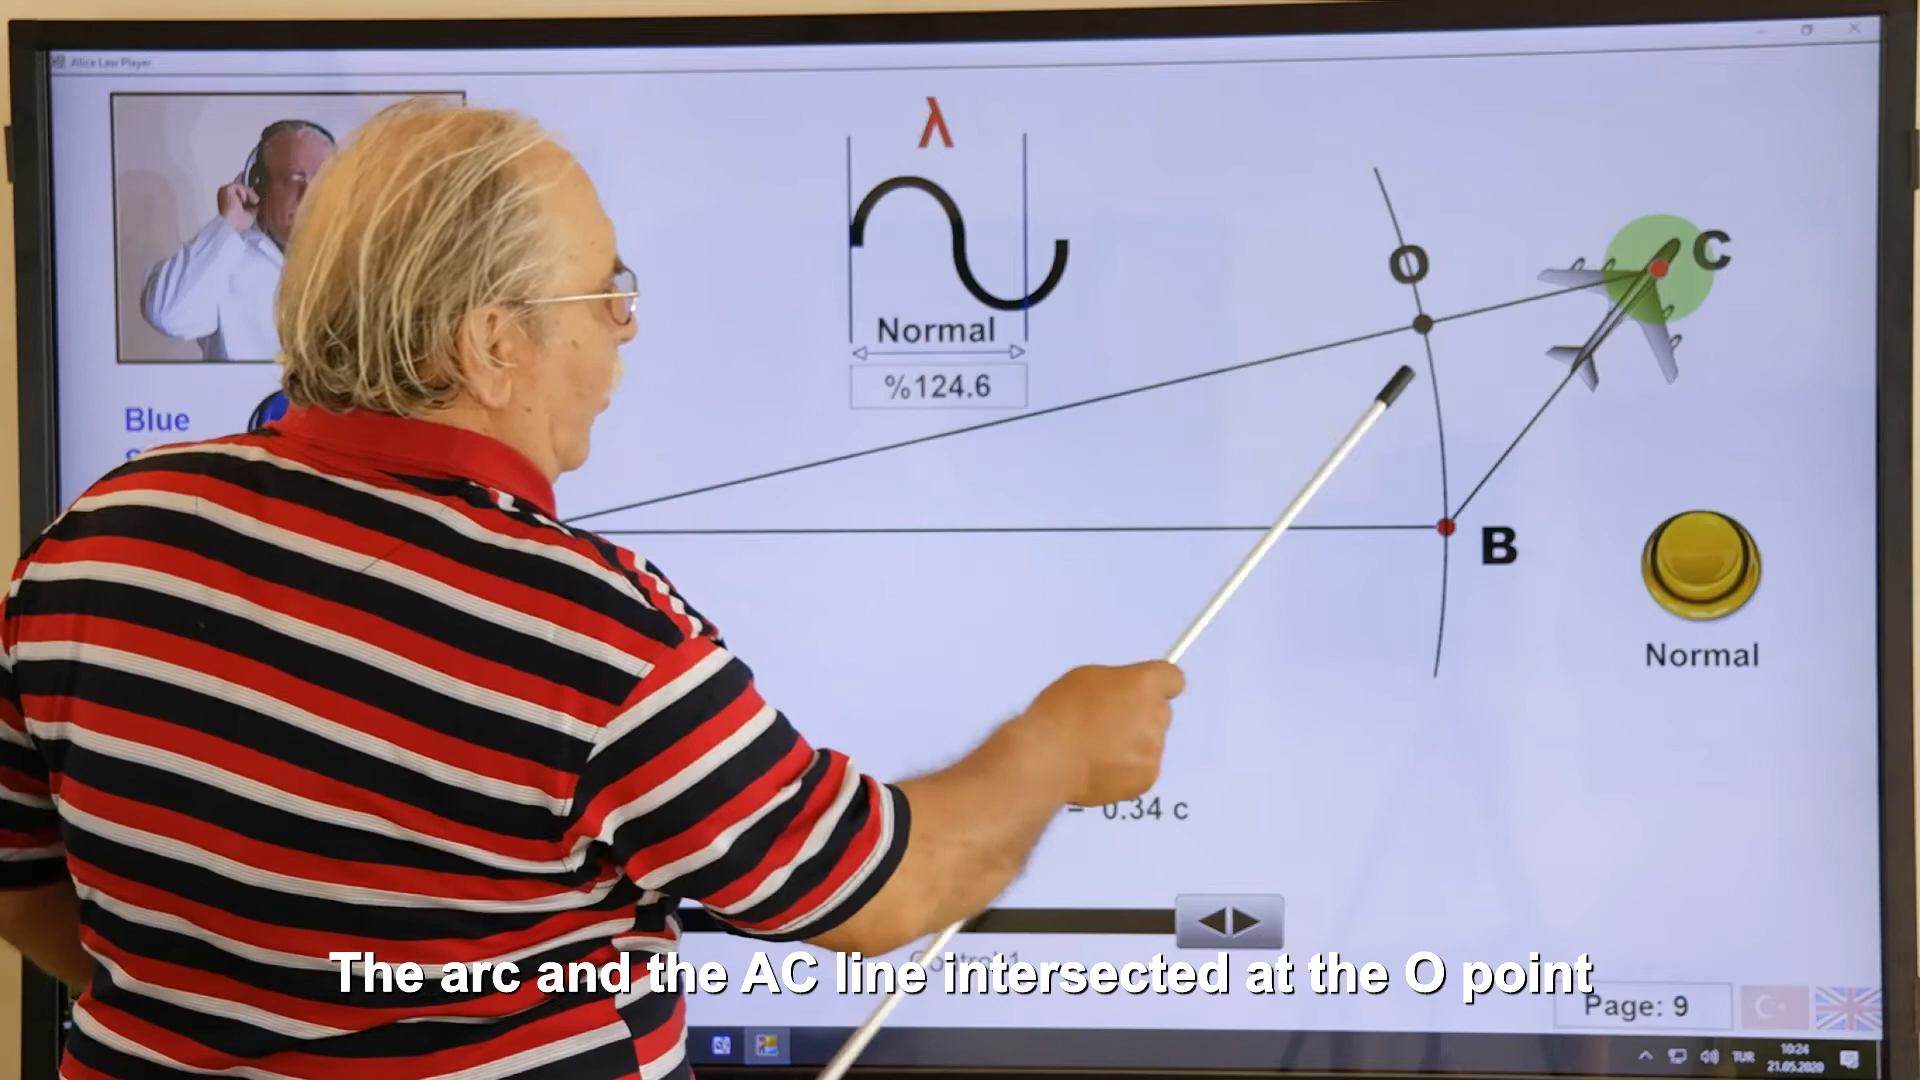 Alice Law Player
λ
O
C
Normal
%124.6
Blue
B
Normal
= 0.34 c
The arc and the AC line intersected at the O point
Page: 9
TUR
10:24
21.05.2020